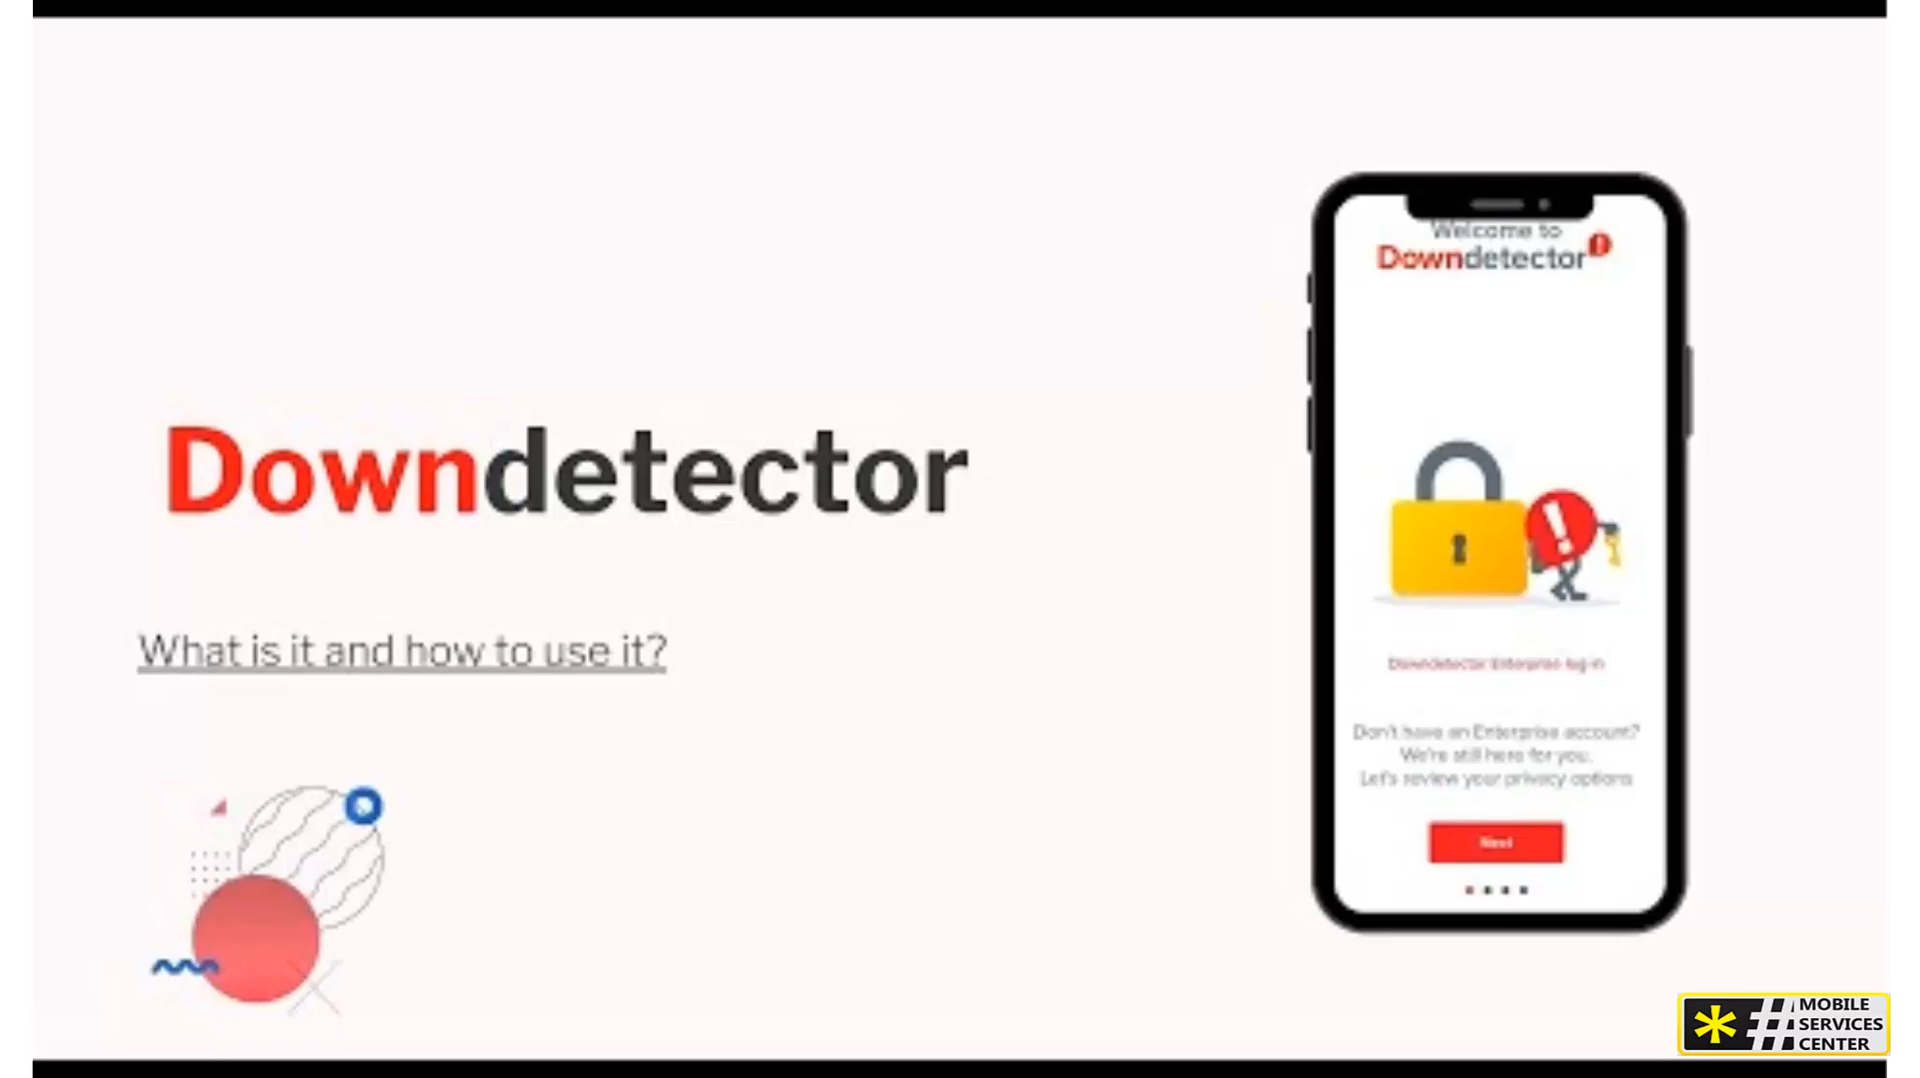 Downdetector
What is it and how to use it?
Welcome to
Downdetector
Downdetector Enterprise log in
Don't have an Enterprise account?
We're still here for you.
Let's review your privacy options
Next
MOBILE
SERVICES
CENTER